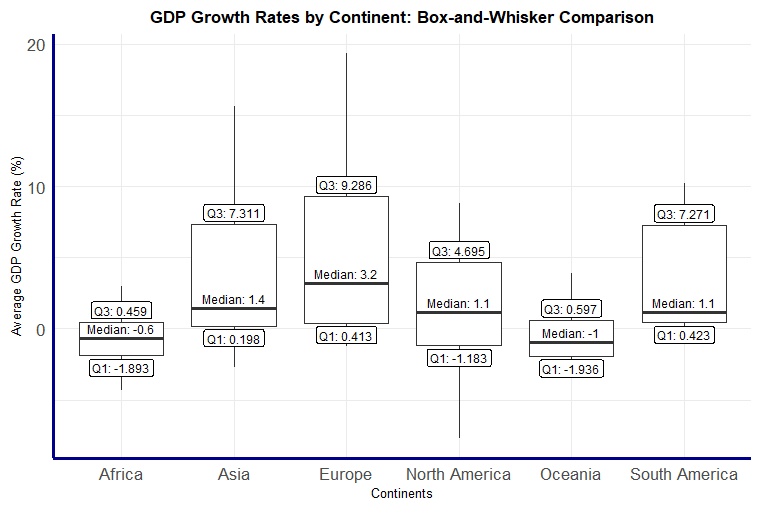 GDP Growth Rates by Continent: Box-and-Whisker Comparison
Average GDP Growth Rate (%)
20
10
0
Q3: 0.459
Median: -0.6
Q1: -1.893
Q3: 7.311
Median: 1.4
Q1: 0.198
Q3: 9.286
Median: 3.2
Q1: 0.413
Q3: 4.695
Median: 1.1
Q1: -1.183
Q3: 0.597
Median: -1
Q1: -1.936
Q3: 7.271
Median: 1.1
Q1: 0.423
Africa Asia Europe North America Oceania South America
Continents